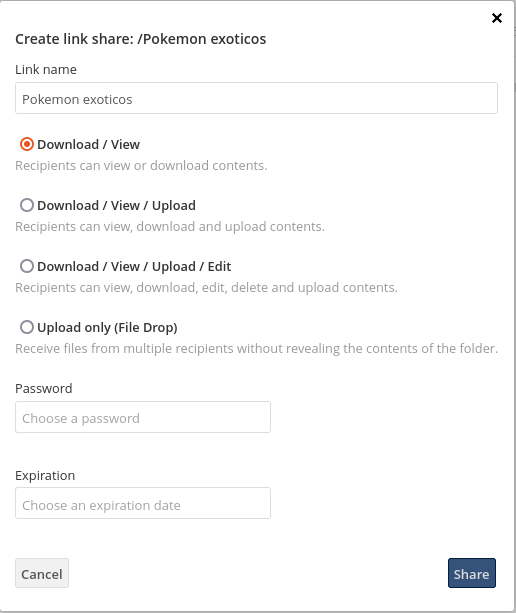 Create link share: /Pokemon exoticos
Link name
Pokemon exoticos
Download / View
Recipients can view or download contents.
Download / View / Upload
Recipients can view, download and upload contents.
Download / View / Upload / Edit
Recipients can view, download, edit, delete and upload contents.
Upload only (File Drop)
Receive files from multiple recipients without revealing the contents of the folder.
Password
Choose a password
Expiration
Choose an expiration date
Cancel
Share